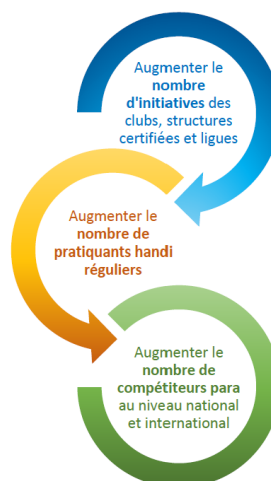 Augmenter le
nombre
d'initiatives des
clubs, structures
certifiées et ligues
Augmenter le
nombre de
pratiquants handi
réguliers
Augmenter le
nombre de
compétiteurs para
au niveau national
et international